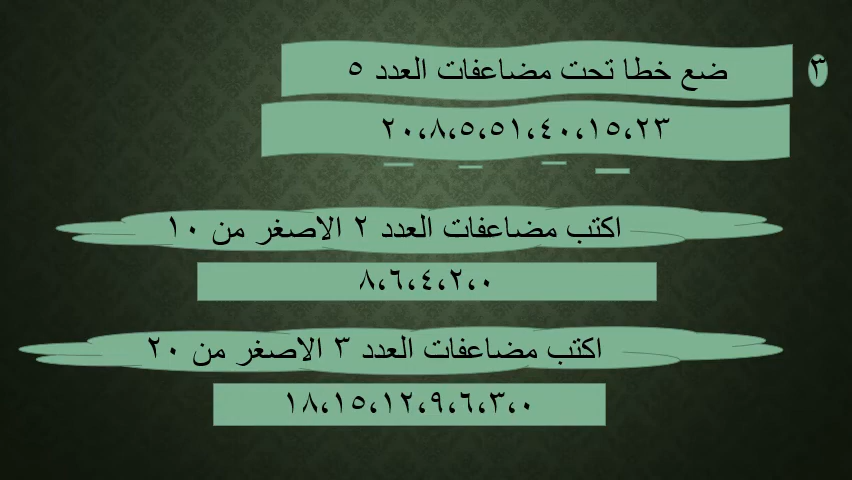 ٣
ضع خطا تحت مضاعفات العدد ٥
٢٣،١٥،٤٠،٥١،٥،٨،٢٠
اكتب مضاعفات العدد ٢ الاصغر من ١٠
٠،٢،٤،٦،٨
اكتب مضاعفات العدد ٣ الاصغر من ٢٠
٠،٣،٦،٩،١٢،١٥،١٨